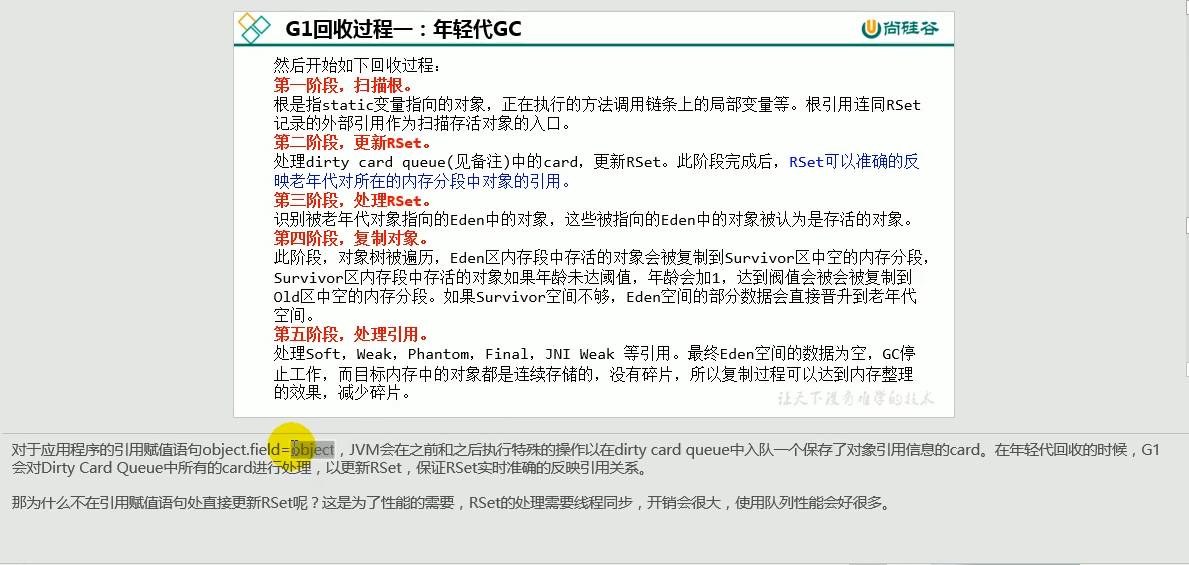 G1回收过程一：年轻代GC
尚硅谷
然后开始如下回收过程：
第一阶段，扫描根。
根是指static变量指向的对象，正在执行的方法调用链条上的局部变量等。根引用连同RSet
记录的外部引用作为扫描存活对象的入口。
第二阶段，更新RSet。
处理dirty card queue(见备注)中的card，更新RSet。此阶段完成后，RSet可以准确的反
映老年代对所在的内存分段中对象的引用。
第三阶段，处理RSet。
识别被老年代对象指向的Eden中的对象，这些被指向的Eden中的对象被认为是存活的对象。
第四阶段，复制对象。
此阶段，对象树被遍历，Eden区内存段中存活的对象会被复制到Survivor区中空的内存分段，
Survivor区内存段中存活的对象如果年龄未达阈值，年龄会加1，达到阀值会被会被复制到
Old区中空的内存分段。如果Survivor空间不够，Eden空间的部分数据会直接晋升到老年代
空间。
第五阶段，处理引用。
处理Soft，Weak，Phantom，Final，JNI Weak 等引用。最终Eden空间的数据为空，GC停
止工作，而目标内存中的对象都是连续存储的，没有碎片，所以复制过程可以达到内存整理
的效果，减少碎片。
让天下没有难学的技术
对于应用程序的引用赋值语句object.field=object，JVM会在之前和之后执行特殊的操作以在dirty card queue中入队一个保存了对象引用信息的card。在年轻代回收的时候，G1
会对Dirty Card Queue中所有的card进行处理，以更新RSet，保证RSet实时准确的反映引用关系。
那为什么不在引用赋值语句处直接更新RSet呢？这是为了性能的需要，RSet的处理需要线程同步，开销会很大，使用队列性能会好很多。